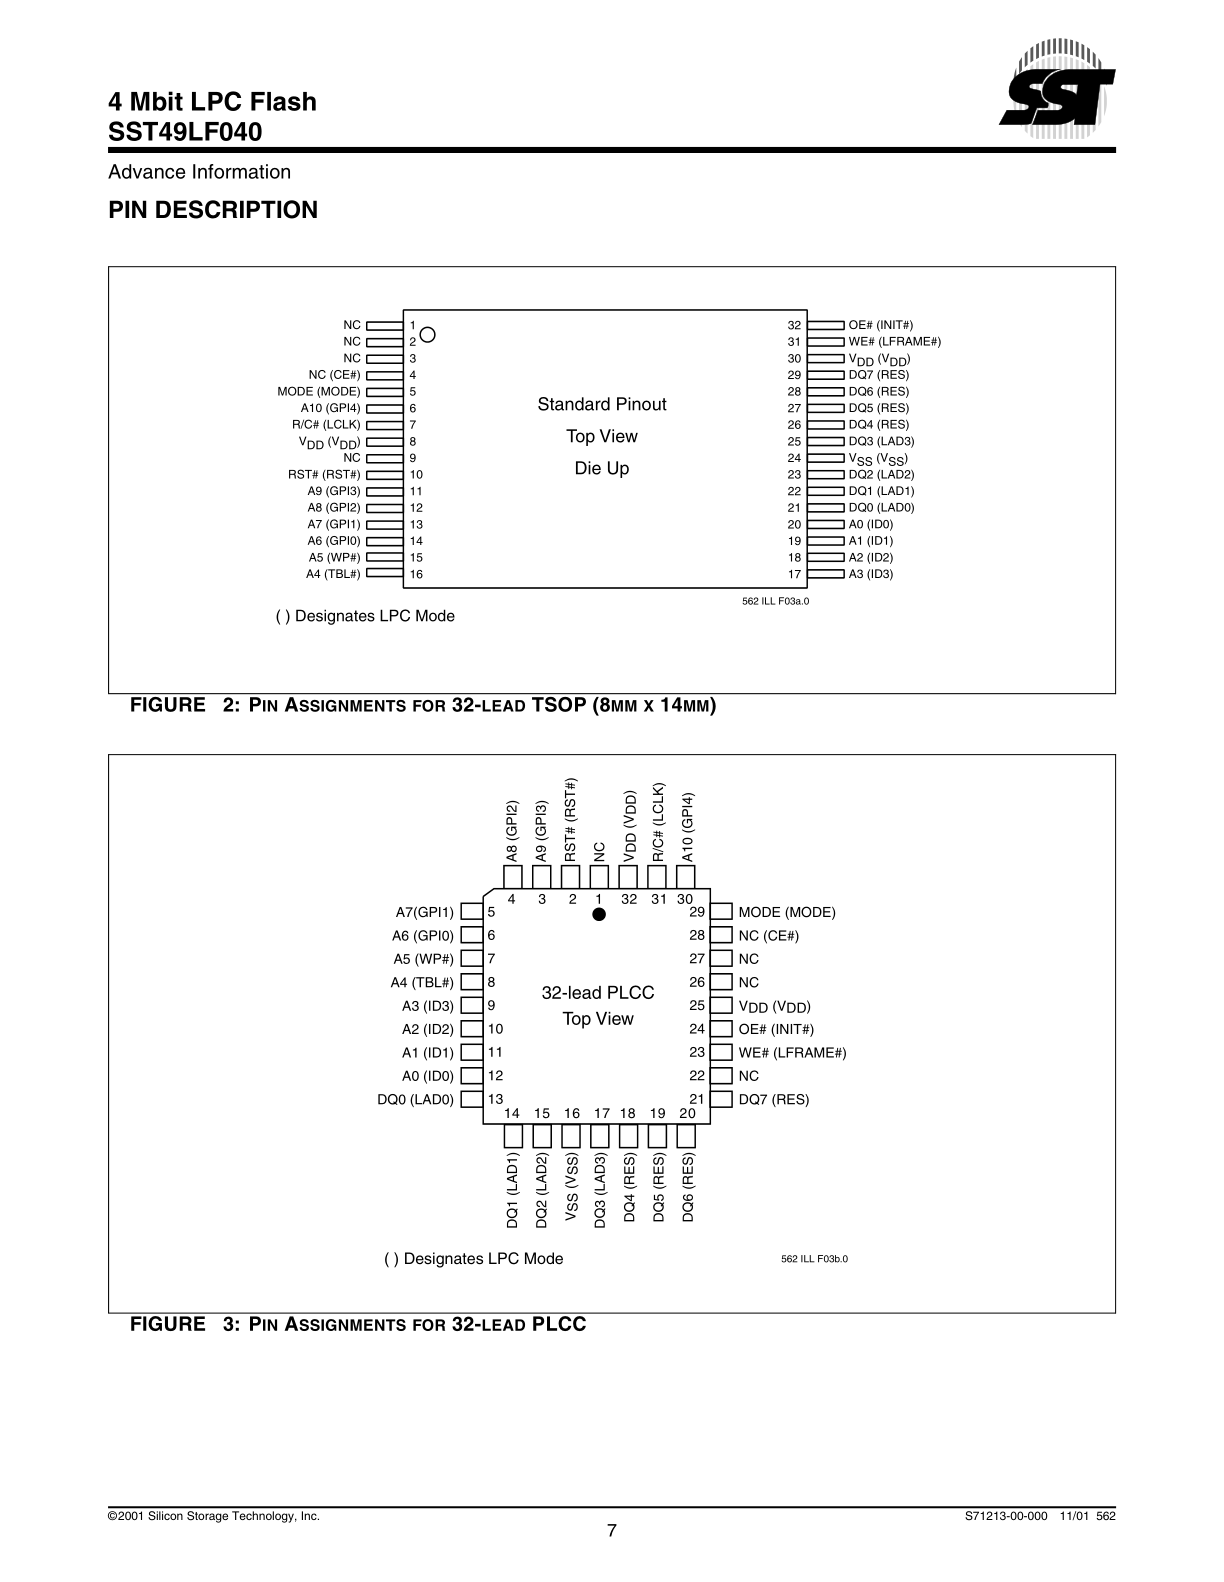 SST
4 Mbit LPC Flash
SST49LF040
Advance Information
PIN DESCRIPTION
NC 1
NC 2
NC 3
NC (CE#) 4
MODE (MODE) 5
A10 (GPI4) 6
R/C# (LCLK) 7
VDD (VDD) 8
NC 9
RST# (RST#) 10
A9 (GPI3) 11
A8 (GPI2) 12
A7 (GPI1) 13
A6 (GPI0) 14
A5 (WP#) 15
A4 (TBL#) 16
Standard Pinout
Top View
Die Up
32 OE# (INIT#)
31 WE# (LFRAME#)
30 VDD (VDD)
29 DQ7 (RES)
28 DQ6 (RES)
27 DQ5 (RES)
26 DQ4 (RES)
25 DQ3 (LAD3)
24 VSS (VSS)
23 DQ2 (LAD2)
22 DQ1 (LAD1)
21 DQ0 (LAD0)
20 A0 (ID0)
19 A1 (ID1)
18 A2 (ID2)
17 A3 (ID3)
562 ILL F03a.0
( ) Designates LPC Mode
FIGURE 2: PIN ASSIGNMENTS FOR 32-LEAD TSOP (8MM X 14MM)
A8 (GPI2)
A9 (GPI3)
RST# (RST#)
NC
VDD (VDD)
R/C# (LCLK)
A10 (GPI4)
4 3 2 1 32 31 30
A7(GPI1) 5
A6 (GPI0) 6
A5 (WP#) 7
A4 (TBL#) 8
A3 (ID3) 9
A2 (ID2) 10
A1 (ID1) 11
A0 (ID0) 12
DQ0 (LAD0) 13
32-lead PLCC
Top View
29 MODE (MODE)
28 NC (CE#)
27 NC
26 NC
25 VDD (VDD)
24 OE# (INIT#)
23 WE# (LFRAME#)
22 NC
21 DQ7 (RES)
14 15 16 17 18 19 20
DQ1 (LAD1)
DQ2 (LAD2)
VSS (VSS)
DQ3 (LAD3)
DQ4 (RES)
DQ5 (RES)
DQ6 (RES)
( ) Designates LPC Mode
562 ILL F03b.0
FIGURE 3: PIN ASSIGNMENTS FOR 32-LEAD PLCC
©2001 Silicon Storage Technology, Inc.
S71213-00-000 11/01 562
7